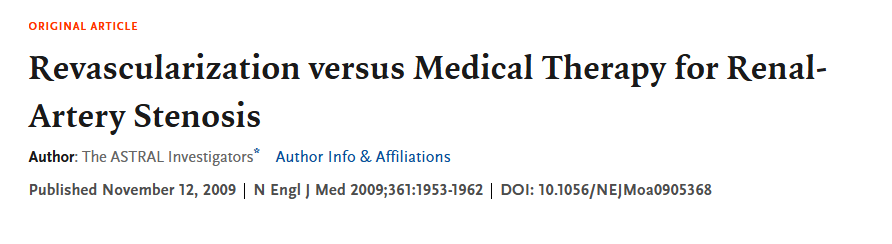 ORIGINAL ARTICLE
Revascularization versus Medical Therapy for Renal-
Artery Stenosis
Author: The ASTRAL Investigators* Author Info & Affiliations
Published November 12, 2009 | N Engl J Med 2009;361:1953-1962 | DOI: 10.1056/NEJMoa0905368